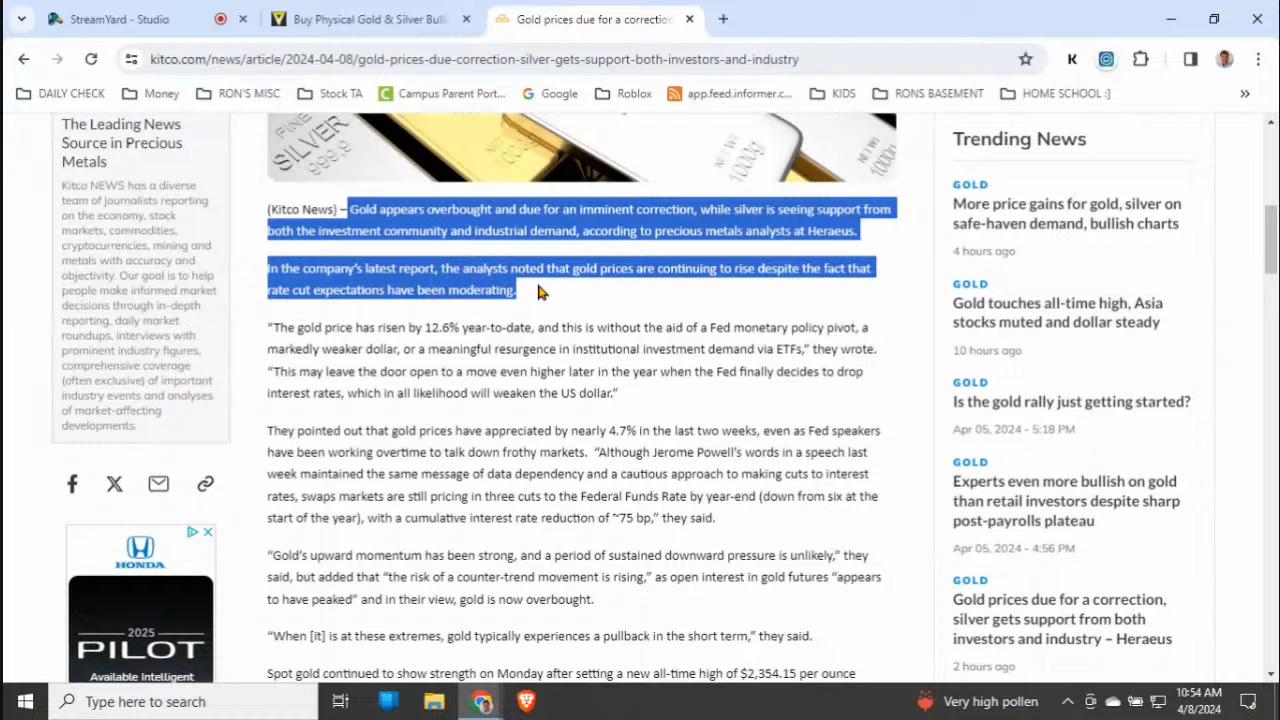 StreamYard - Studio
Buy Physical Gold & Silver Bulli
Gold prices due for a correction
kitco.com/news/article/2024-04-08/gold-prices-due-correction-silver-gets-support-both-investors-and-industry
DAILY CHECK
Money
RON'S MISC
Stock TA
Campus Parent Port...
Google
Roblox
app.feed.informer.c...
KIDS
RONS BASEMENT
HOME SCHOOL :]
The Leading News
Source in Precious
Metals
Kitco NEWS has a diverse
team of journalists reporting
on the economy, stock
markets, commodities,
cryptocurrencies, mining and
metals with accuracy and
objectivity. Our goal is to help
people make informed market
decisions through in-depth
reporting, daily market
roundups, interviews with
prominent industry figures,
comprehensive coverage
(often exclusive) of important
industry events and analyses
of market-affecting
developments.
HONDA
2025
PILOT
Available Intelligent
FINE
SILVER
999,9
NET WT
1000g
(Kitco News) – Gold appears overbought and due for an imminent correction, while silver is seeing support from
both the investment community and industrial demand, according to precious metals analysts at Heraeus.
In the company's latest report, the analysts noted that gold prices are continuing to rise despite the fact that
rate cut expectations have been moderating.
“The gold price has risen by 12.6% year-to-date, and this is without the aid of a Fed monetary policy pivot, a
markedly weaker dollar, or a meaningful resurgence in institutional investment demand via ETFs,” they wrote.
“This may leave the door open to a move even higher later in the year when the Fed finally decides to drop
interest rates, which in all likelihood will weaken the US dollar.”
They pointed out that gold prices have appreciated by nearly 4.7% in the last two weeks, even as Fed speakers
have been working overtime to talk down frothy markets. “Although Jerome Powell's words in a speech last
week maintained the same message of data dependency and a cautious approach to making cuts to interest
rates, swaps markets are still pricing in three cuts to the Federal Funds Rate by year-end (down from six at the
start of the year), with a cumulative interest rate reduction of ~75 bp,” they said.
“Gold's upward momentum has been strong, and a period of sustained downward pressure is unlikely,” they
said, but added that “the risk of a counter-trend movement is rising,” as open interest in gold futures “appears
to have peaked” and in their view, gold is now overbought.
“When [it] is at these extremes, gold typically experiences a pullback in the short term,” they said.
Spot gold continued to show strength on Monday after setting a new all-time high of $2,354.15 per ounce
Trending News
GOLD
More price gains for gold, silver on
safe-haven demand, bullish charts
4 hours ago
GOLD
Gold touches all-time high, Asia
stocks muted and dollar steady
10 hours ago
GOLD
Is the gold rally just getting started?
Apr 05, 2024 - 5:18 PM
GOLD
Experts even more bullish on gold
than retail investors despite sharp
post-payrolls plateau
Apr 05, 2024 - 4:56 PM
GOLD
Gold prices due for a correction,
silver gets support from both
investors and industry – Heraeus
2 hours ago
Type here to search
Very high pollen
10:54 AM
4/8/2024